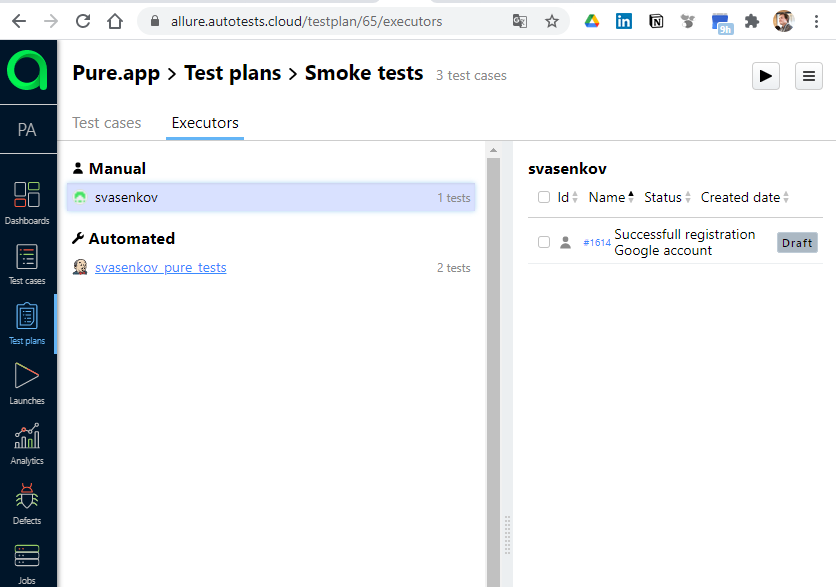 allure.autotests.cloud/testplan/65/executors
9h
Pure.app > Test plans > Smoke tests 3 test cases
PA
Test cases Executors
Dashboards
Test cases
Test plans
Launches
Analytics
Defects
Jobs
Manual
svasenkov 1 tests
Automated
svasenkov_pure_tests 2 tests
svasenkov
Id Name Status Created date
#1614 Successfull registration
Google account
Draft